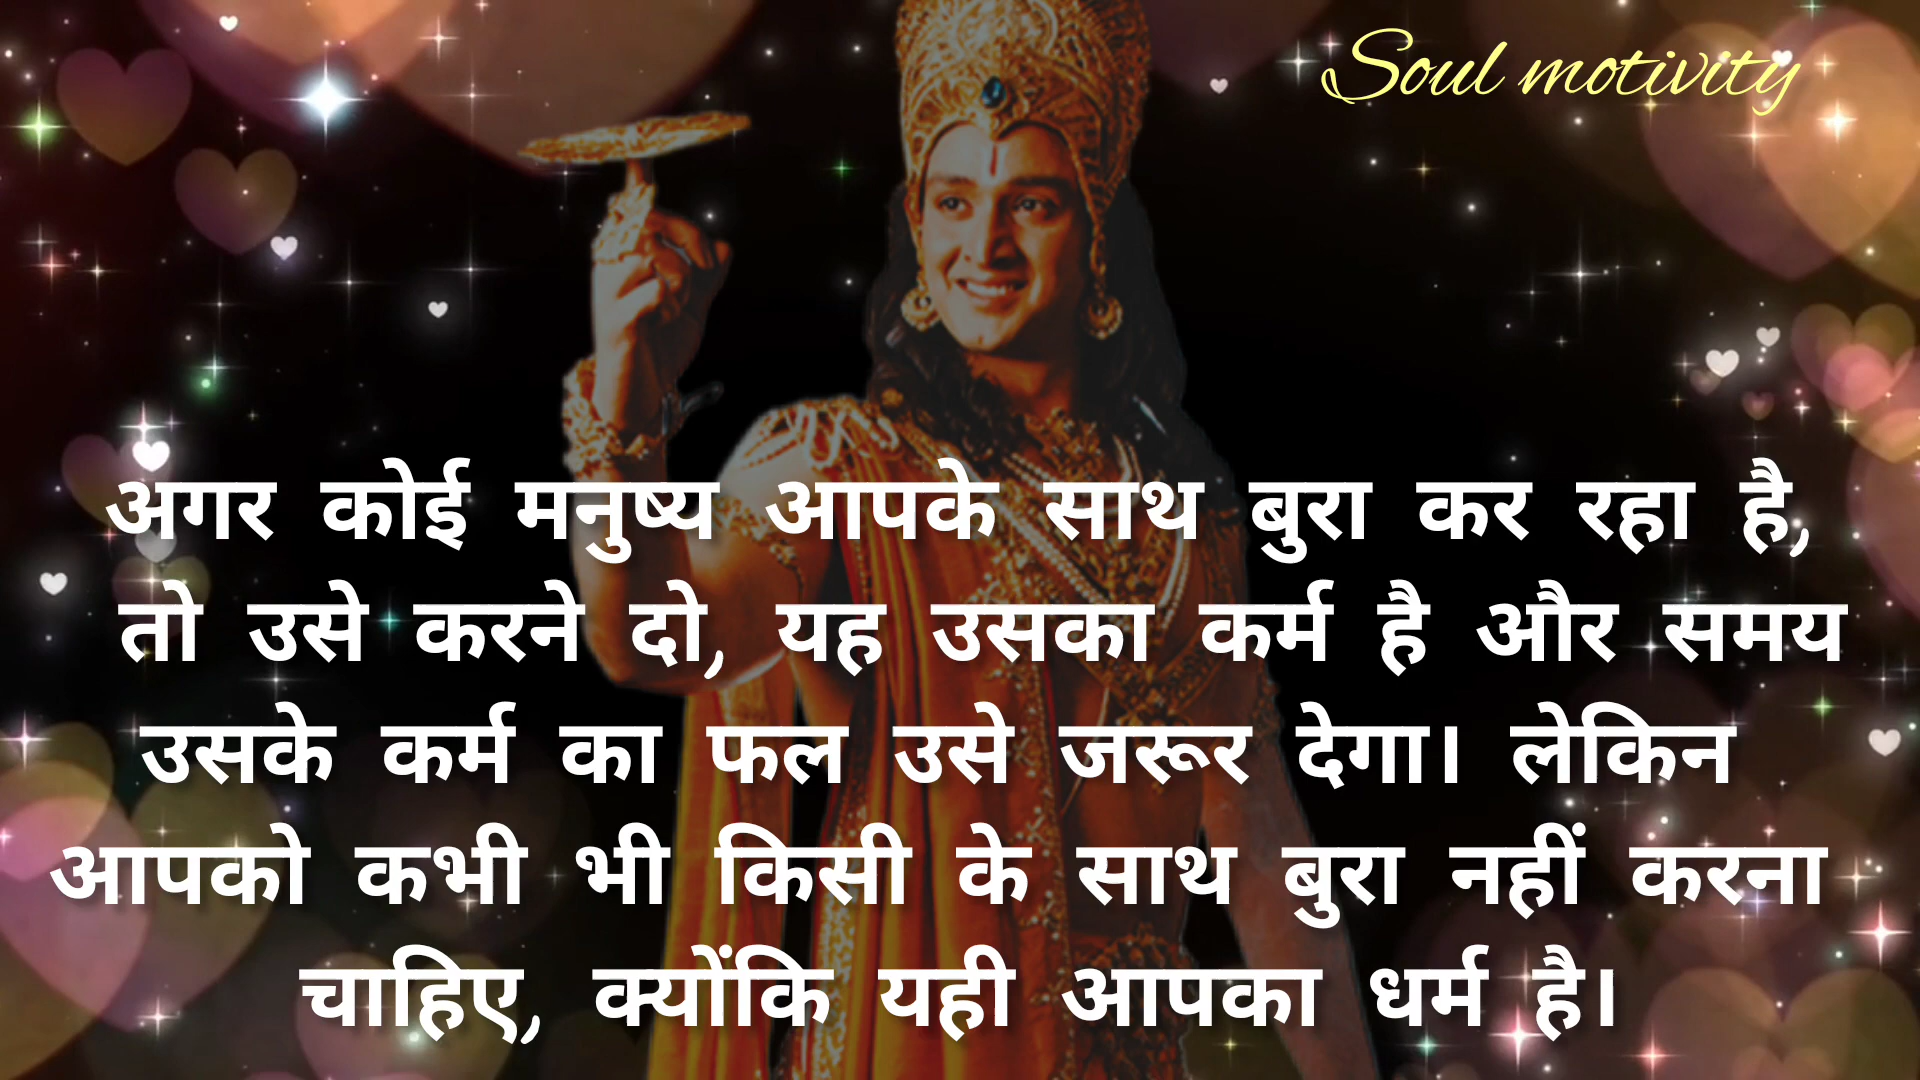 Soul motivity
अगर कोई मनुष्य आपके साथ बुरा कर रहा है,
तो उसे करने दो, यह उसका कर्म है और समय
उसके कर्म का फल उसे जरूर देगा। लेकिन
आपको कभी भी किसी के साथ बुरा नहीं करना
चाहिए, क्योंकि यही आपका धर्म है।